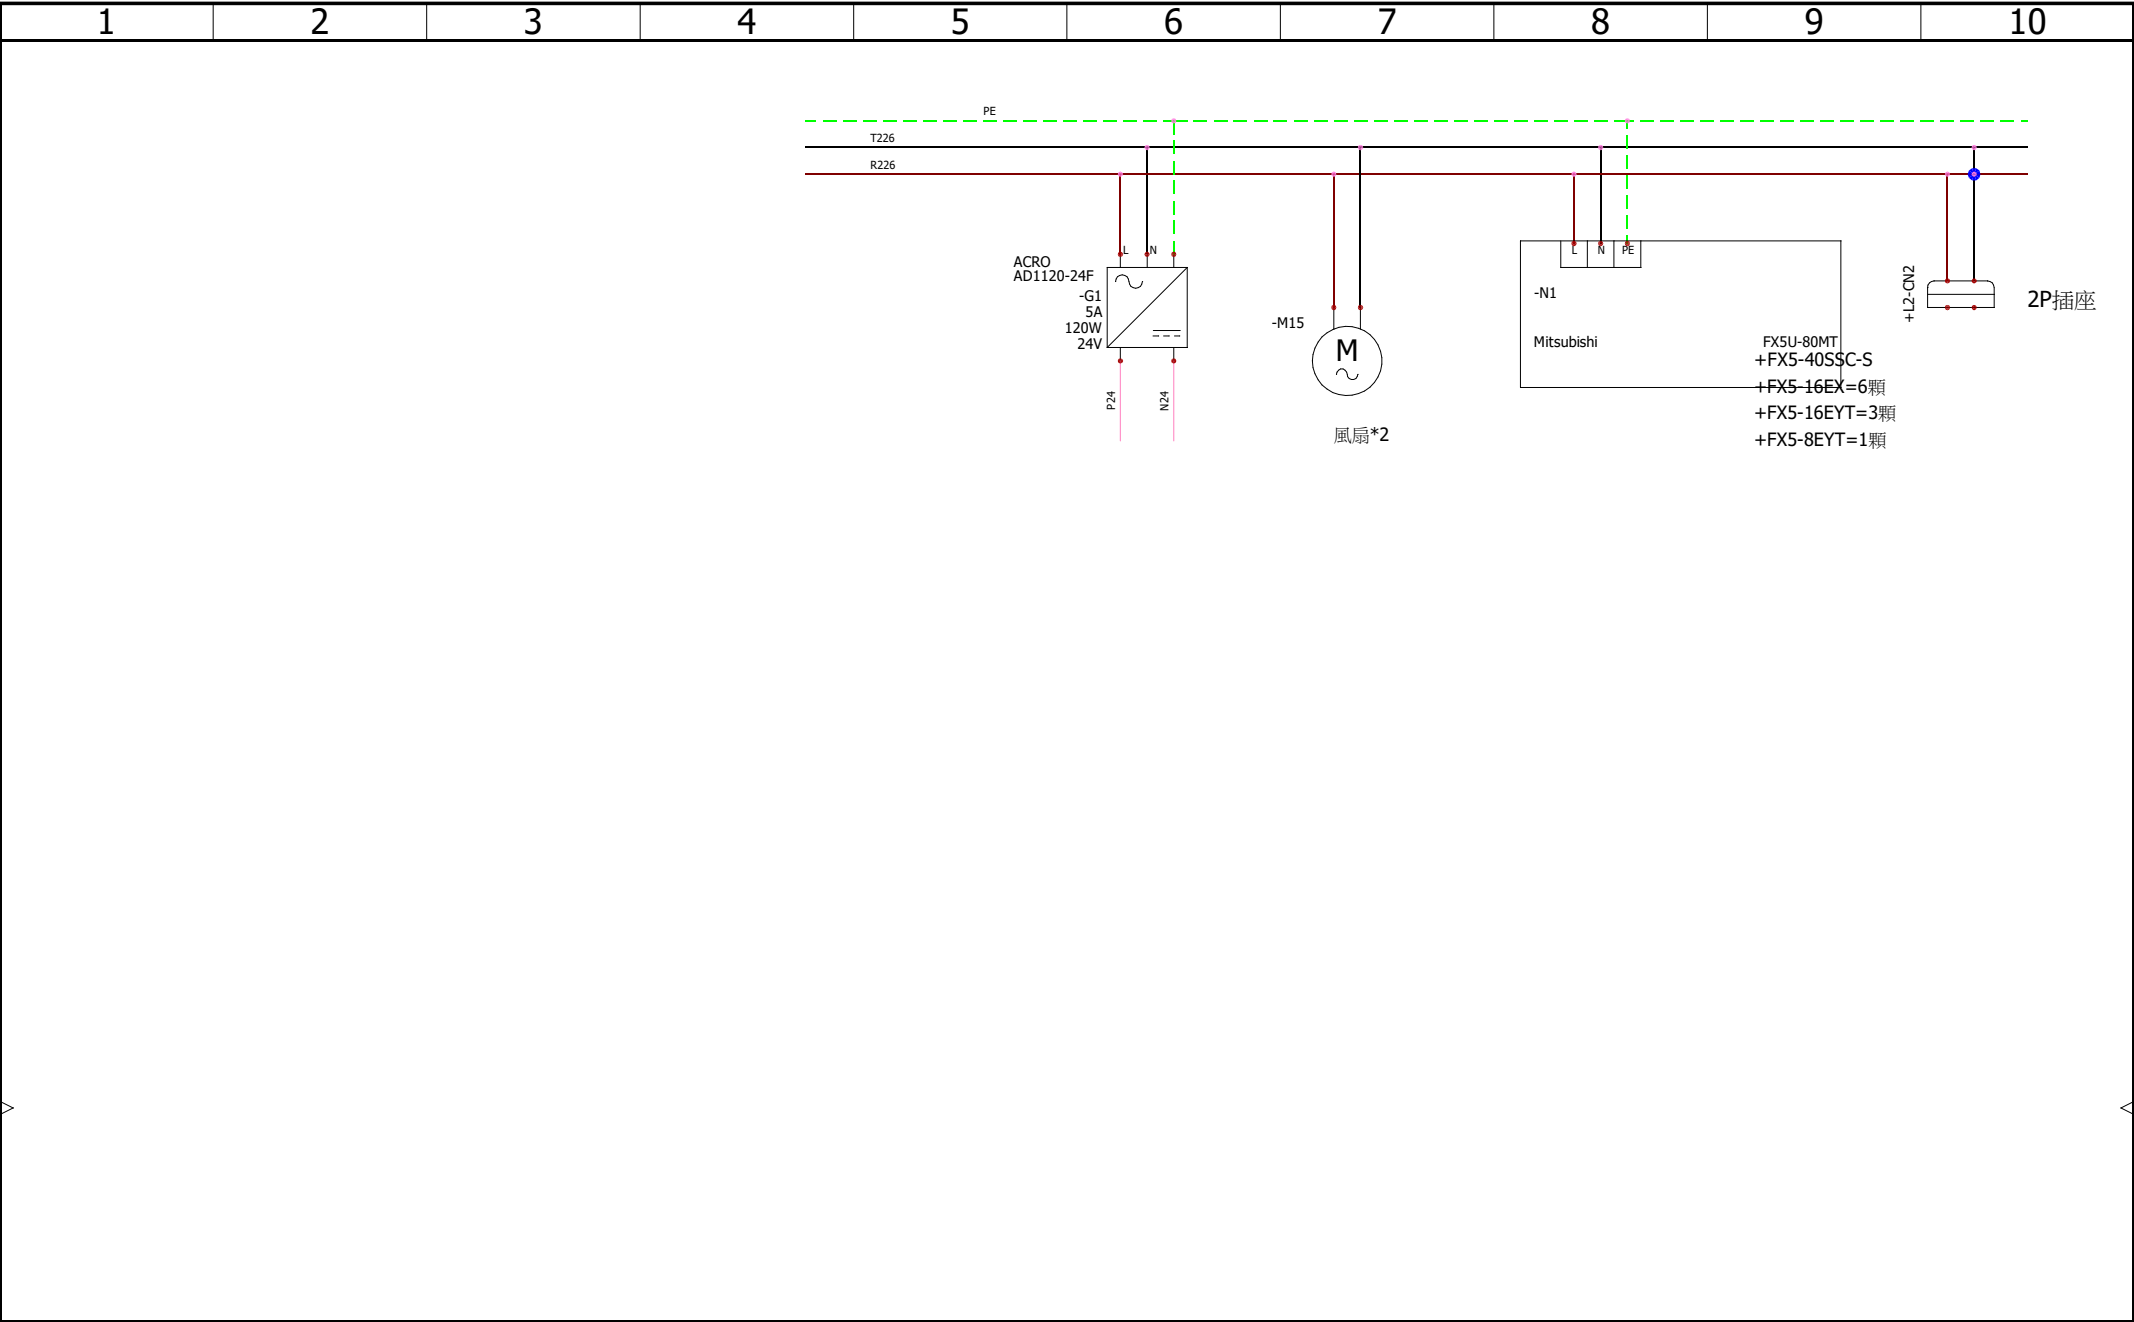 1 2 3 4 5 6 7 8 9 10
PE
T226
R226
L N
ACRO
AD1120-24F
-G1
5A
120W
24V
P24 N24
-M15
M
風扇*2
L N PE
-N1
Mitsubishi FX5U-80MT
+FX5-40SSC-S
+FX5-16EX=6顆
+FX5-16EYT=3顆
+FX5-8EYT=1顆
+L2-CN2
2P插座